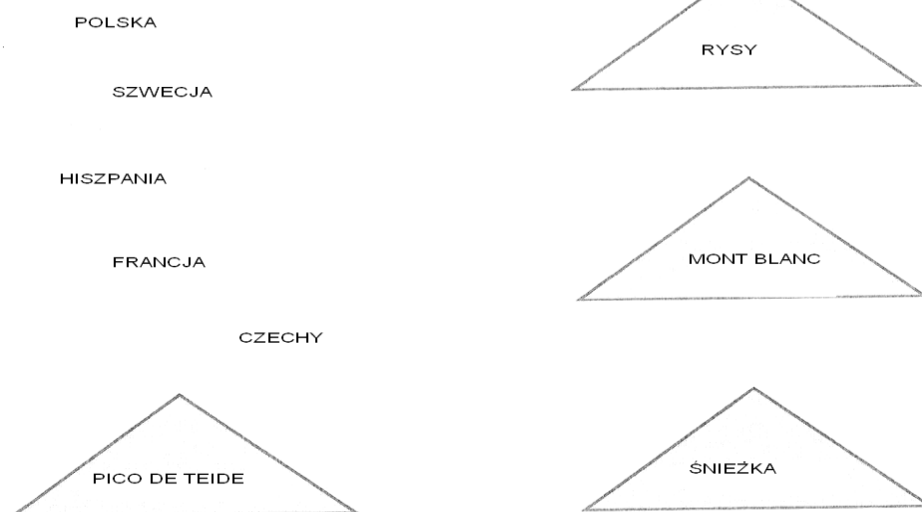 POLSKA
RYSY
SZWECJA
HISZPANIA
MONT BLANC
FRANCJA
CZECHY
PICO DE TEIDE
ŚNIEŻKA